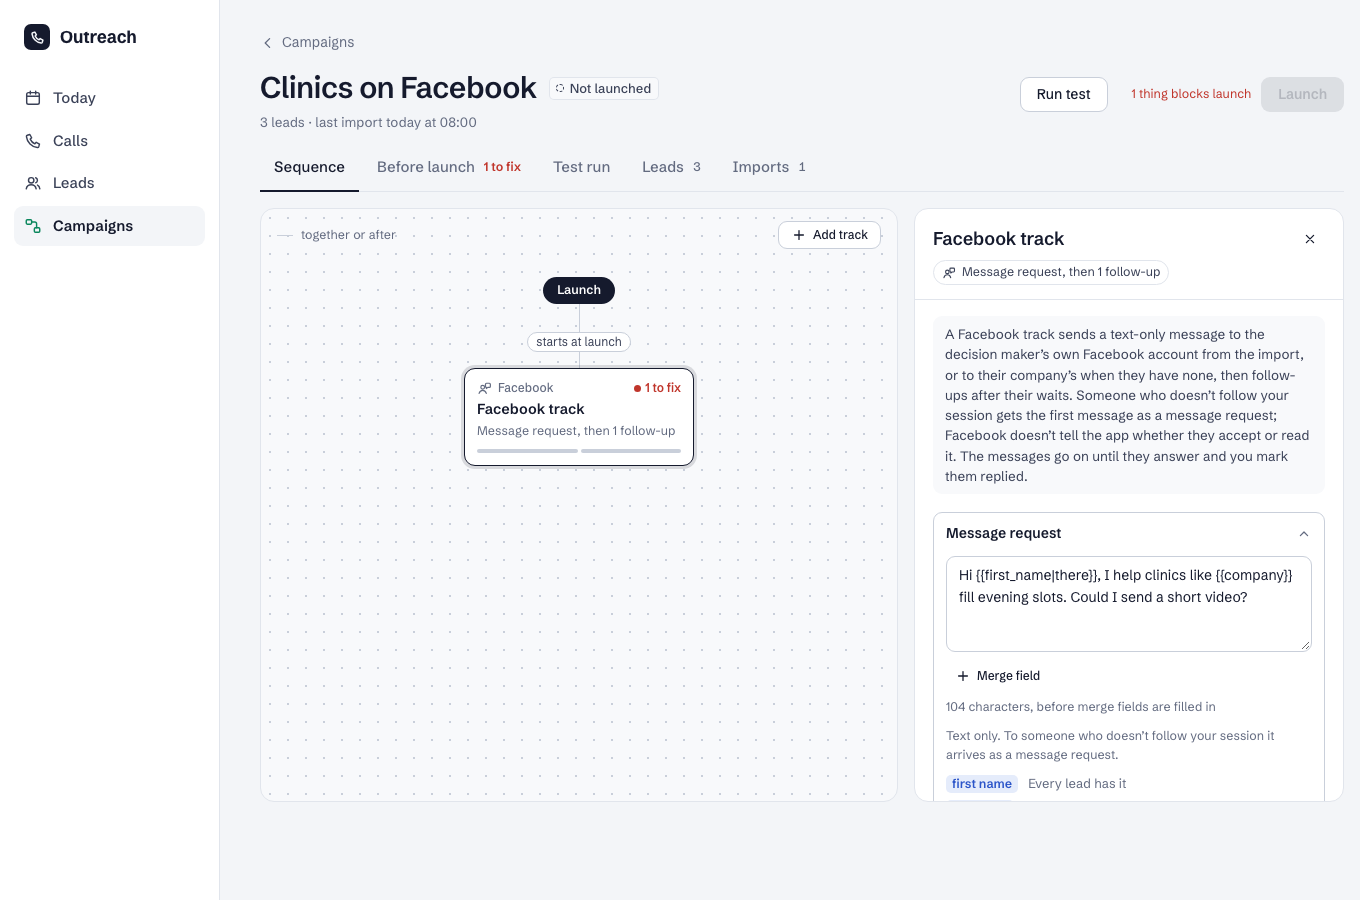 Outreach
Today
Calls
Leads
Campaigns
Campaigns
Clinics on Facebook
Not launched
3 leads · last import today at 08:00
Run test
1 thing blocks launch
Launch
Sequence
Before launch 1 to fix
Test run
Leads 3
Imports 1
together or after
Add track
Launch
starts at launch
Facebook
1 to fix
Facebook track
Message request, then 1 follow-up
Facebook track
Message request, then 1 follow-up
A Facebook track sends a text-only message to the
decision maker’s own Facebook account from the import,
or to their company’s when they have none, then follow-
ups after their waits. Someone who doesn’t follow your
session gets the first message as a message request;
Facebook doesn’t tell the app whether they accept or read
it. The messages go on until they answer and you mark
them replied.
Message request
Hi {{first_name|there}}, I help clinics like {{company}}
fill evening slots. Could I send a short video?
Merge field
104 characters, before merge fields are filled in
Text only. To someone who doesn’t follow your session it
arrives as a message request.
first name Every lead has it